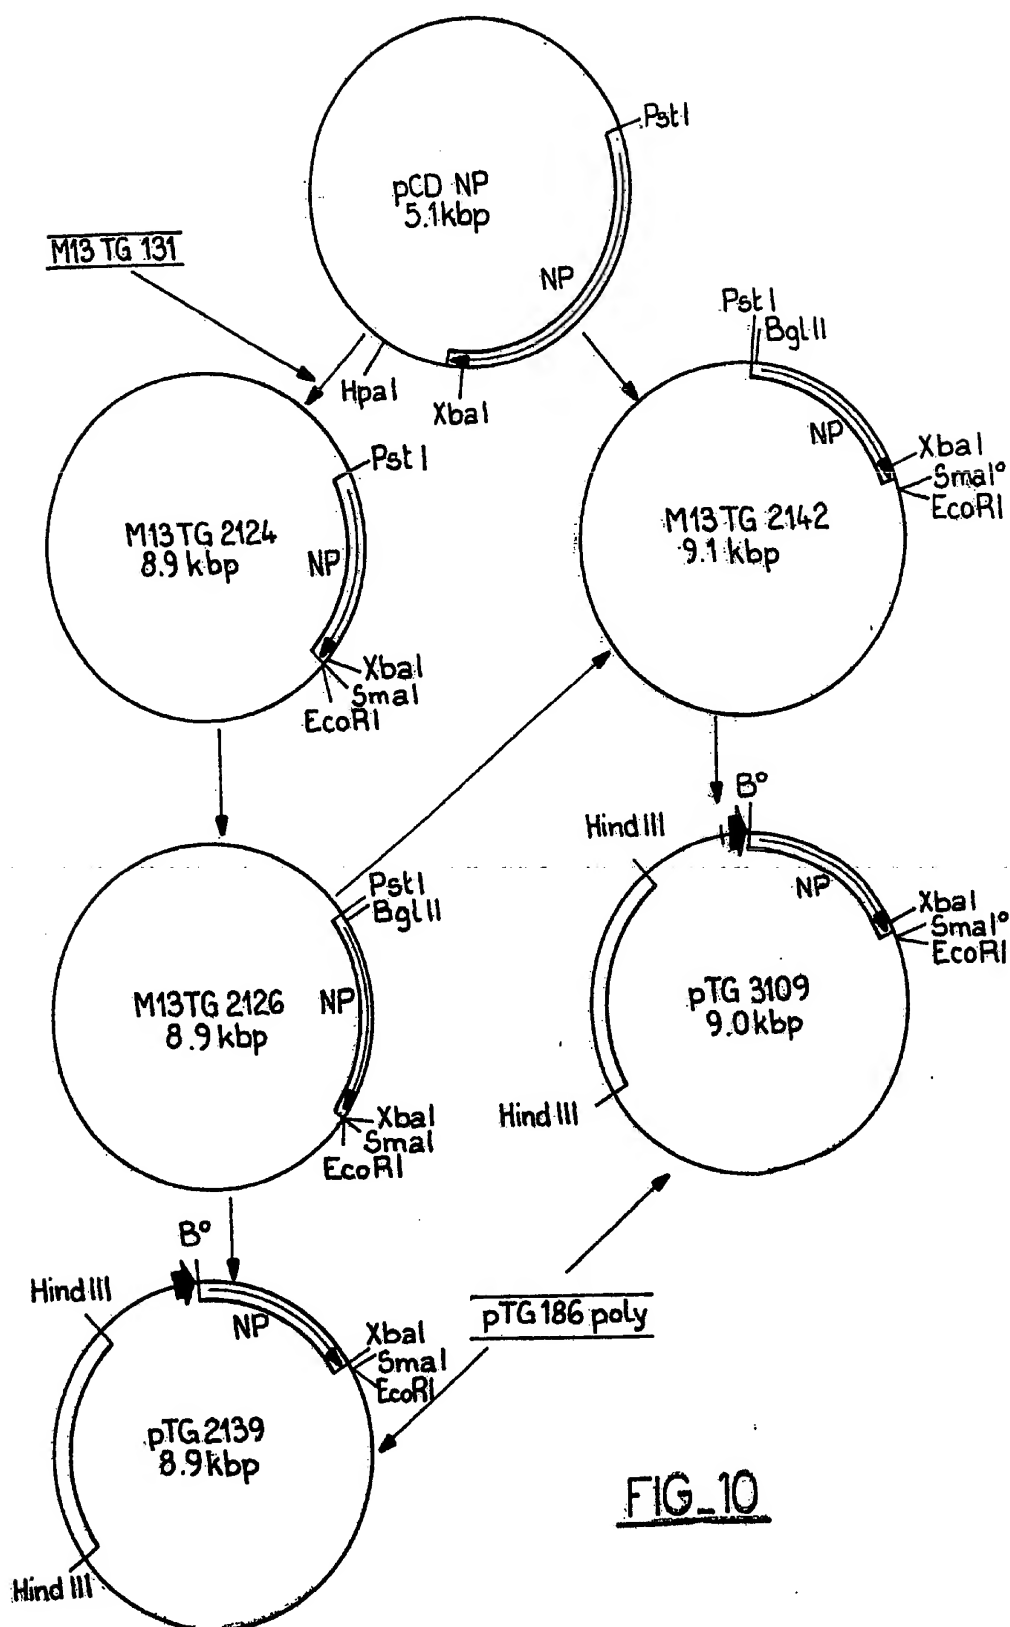 PstI
pCD NP
5.1kbp
M13 TG 131
NP
HpaI
XbaI
PstI
BglII
NP
XbaI
SmaI°
EcoRI
M13TG 2142
9.1 kbp
PstI
M13TG 2124
8.9 kbp
NP
XbaI
SmaI
EcoRI
B°
Hind III
NP
XbaI
SmaI°
EcoRI
pTG 3109
9.0kbp
Hind III
PstI
BglII
M13TG 2126
8.9kbp
NP
XbaI
SmaI
EcoRI
B°
Hind III
NP
XbaI
SmaI
EcoRI
pTG 186 poly
pTG 2139
8.9kbp
Hind III
FIG_10